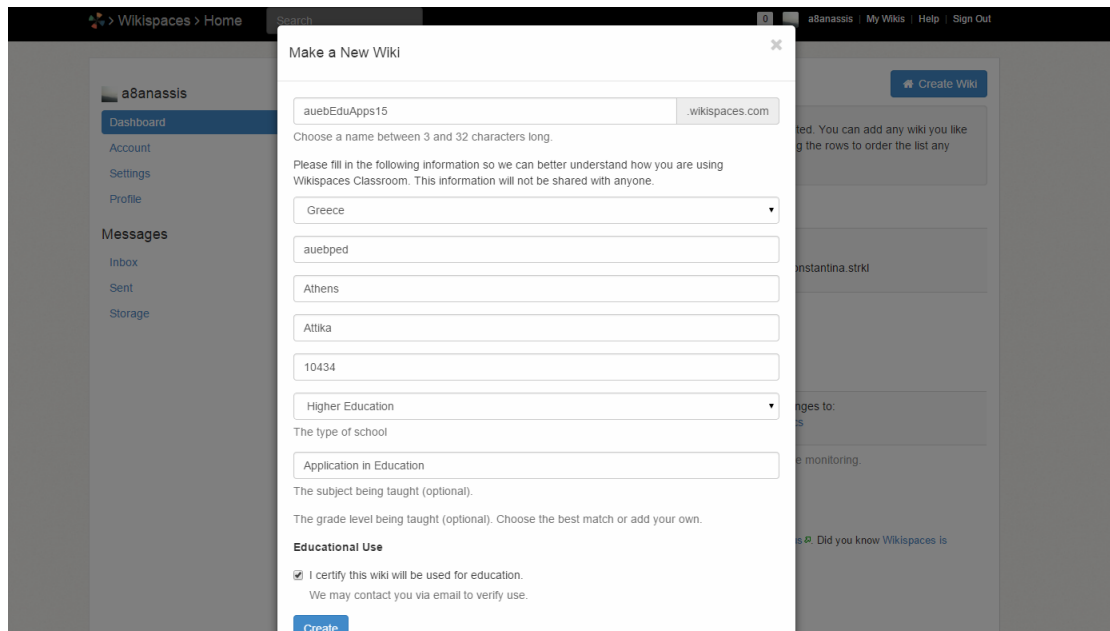 > Wikispaces > Home
Search
0
a8anassis | My Wikis | Help | Sign Out
Make a New Wiki
×
a8anassis
Dashboard
Account
Settings
Profile
Messages
Inbox
Sent
Storage
Create Wiki
ted. You can add any wiki you like
g the rows to order the list any
onstantina.strkl
nges to:
e monitoring.
Did you know Wikispaces is
auebEduApps15
.wikispaces.com
Choose a name between 3 and 32 characters long.
Please fill in the following information so we can better understand how you are using
Wikispaces Classroom. This information will not be shared with anyone.
Greece
auebped
Athens
Attika
10434
Higher Education
The type of school
Application in Education
The subject being taught (optional).
The grade level being taught (optional). Choose the best match or add your own.
Educational Use
I certify this wiki will be used for education.
We may contact you via email to verify use.
Create